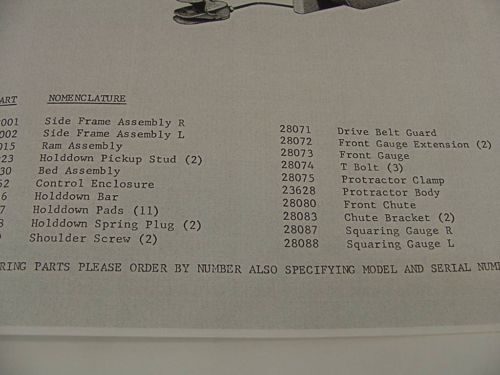 ART NOMENCLATURE
001 Side Frame Assembly R
002 Side Frame Assembly L
015 Ram Assembly
23 Holddown Pickup Stud (2)
30 Bed Assembly
52 Control Enclosure
6 Holddown Bar
7 Holddown Pads (11)
8 Holddown Spring Plug (2)
Shoulder Screw (2)
28071 Drive Belt Guard
28072 Front Gauge Extension (2)
28073 Front Gauge
28074 T Bolt (3)
28075 Protractor Clamp
23628 Protractor Body
28080 Front Chute
28083 Chute Bracket (2)
28087 Squaring Gauge R
28088 Squaring Gauge L
RING PARTS PLEASE ORDER BY NUMBER ALSO SPECIFYING MODEL AND SERIAL NUM